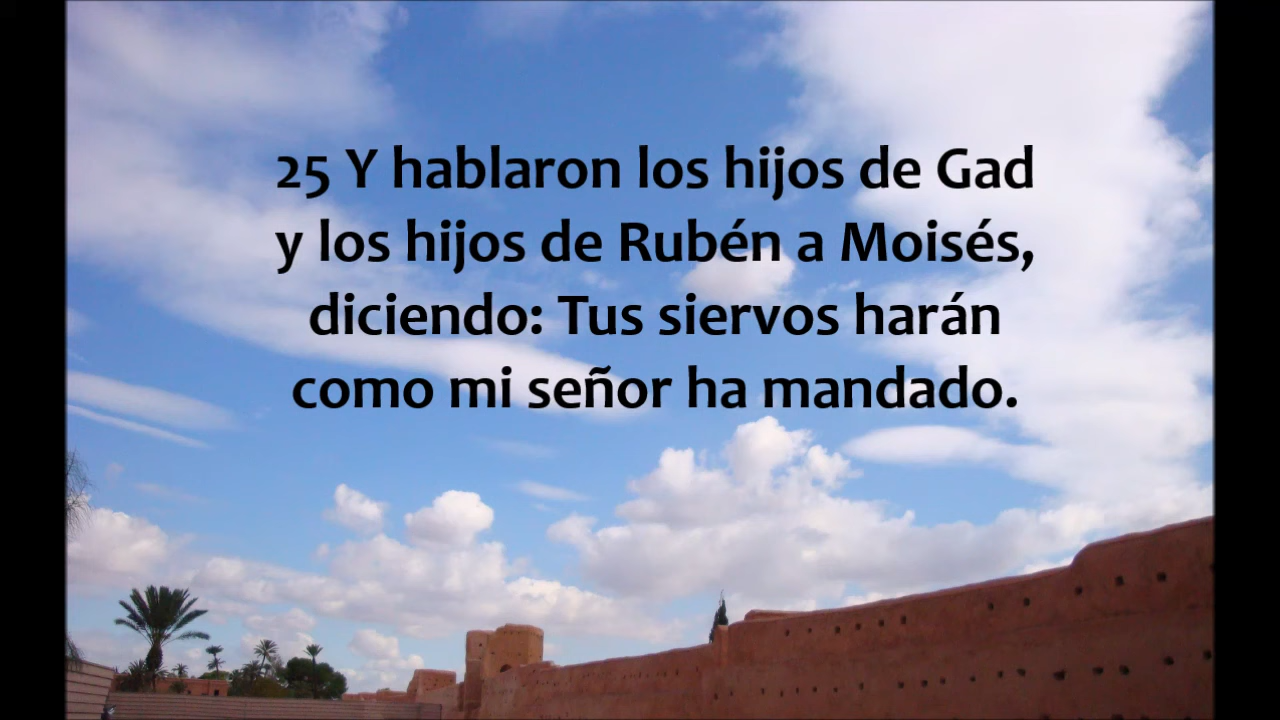 25 Y hablaron los hijos de Gad
y los hijos de Rubén a Moisés,
diciendo: Tus siervos harán
como mi señor ha mandado.